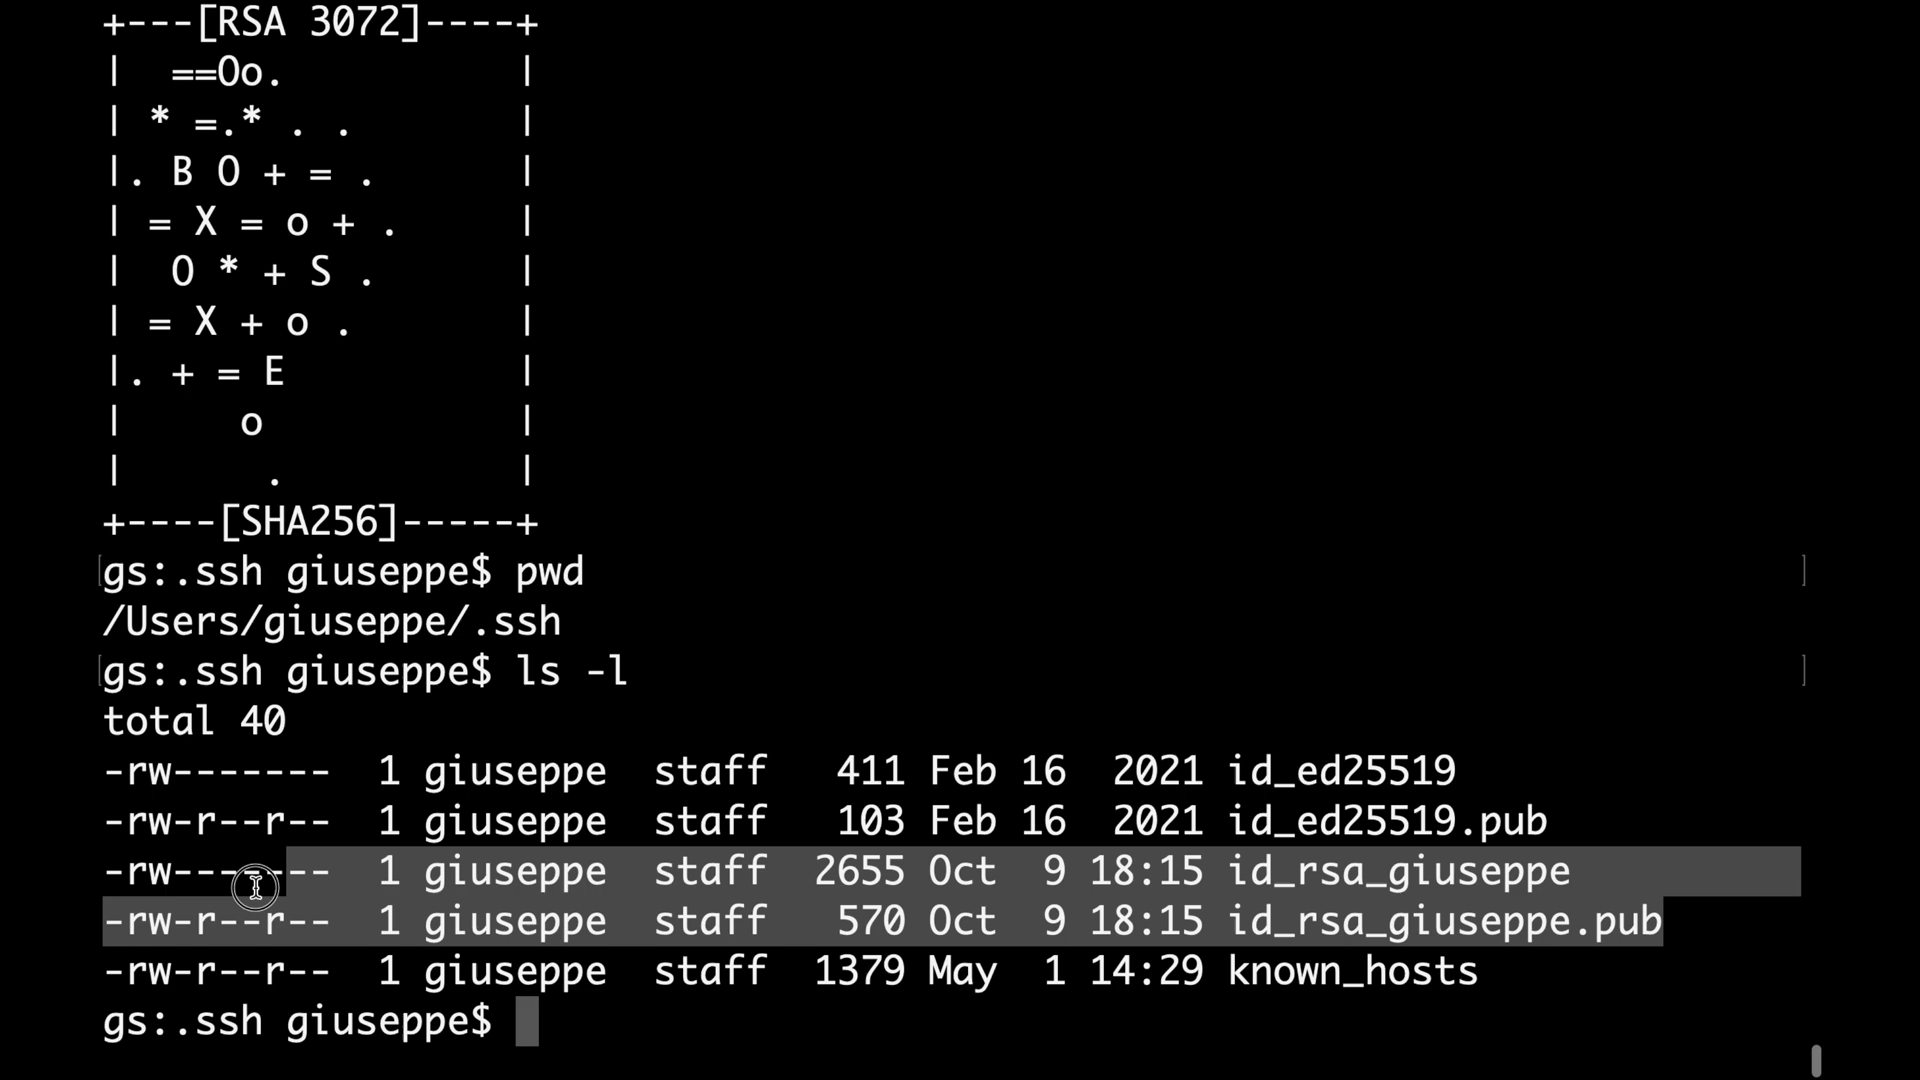 +---[RSA 3072]----+
|  ==Oo.          |
| * =.* . .       |
|. B O + = .      |
| = X = o + .     |
|  O * + S .      |
| = X + o .       |
|. + = E          |
|     o           |
|      .          |
+----[SHA256]-----+
[gs:.ssh giuseppe$ pwd ]
/Users/giuseppe/.ssh
[gs:.ssh giuseppe$ ls -l ]
total 40
-rw-------  1 giuseppe  staff   411 Feb 16  2021 id_ed25519
-rw-r--r--  1 giuseppe  staff   103 Feb 16  2021 id_ed25519.pub
-rw-------  1 giuseppe  staff  2655 Oct  9 18:15 id_rsa_giuseppe
-rw-r--r--  1 giuseppe  staff   570 Oct  9 18:15 id_rsa_giuseppe.pub
-rw-r--r--  1 giuseppe  staff  1379 May  1 14:29 known_hosts
gs:.ssh giuseppe$